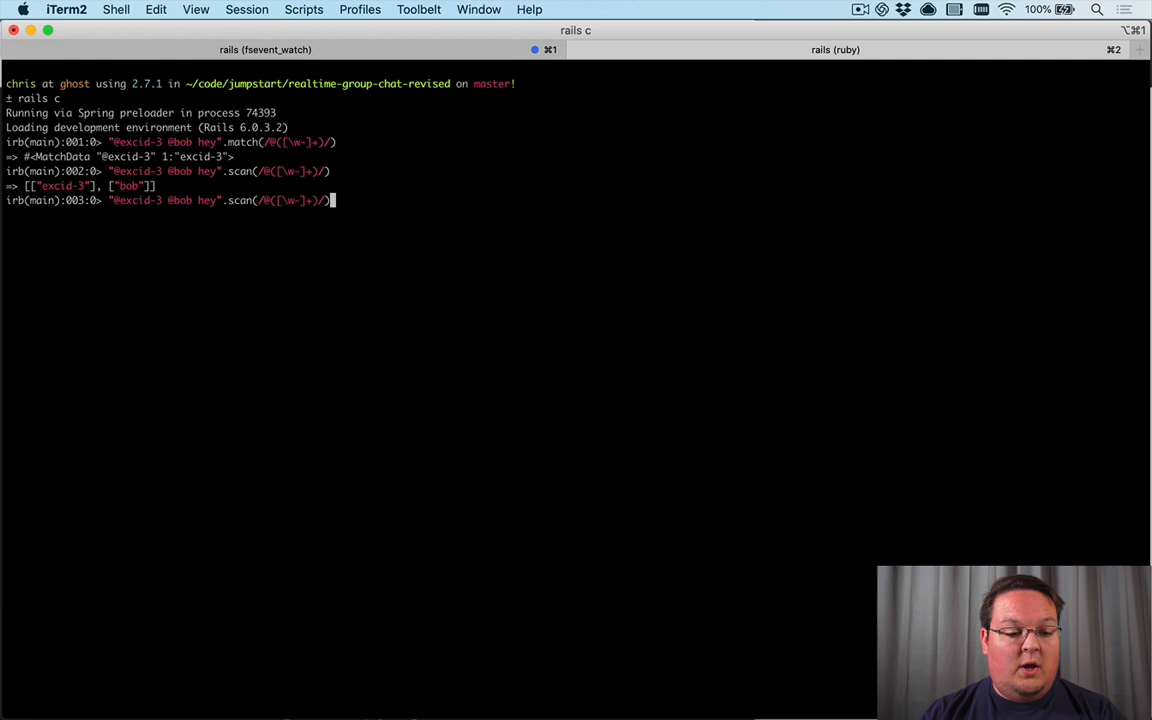 iTerm2 Shell Edit View Session Scripts Profiles Toolbelt Window Help 100%
rails c ⌥⌘1
rails (fsevent_watch) ⌘1 rails (ruby) ⌘2 +
chris at ghost using 2.7.1 in ~/code/jumpstart/realtime-group-chat-revised on master!
± rails c
Running via Spring preloader in process 74393
Loading development environment (Rails 6.0.3.2)
irb(main):001:0> "@excid-3 @bob hey".match(/@([\w-]+)/)
=> #<MatchData "@excid-3" 1:"excid-3">
irb(main):002:0> "@excid-3 @bob hey".scan(/@([\w-]+)/)
=> [["excid-3"], ["bob"]]
irb(main):003:0> "@excid-3 @bob hey".scan(/@([\w-]+)/)